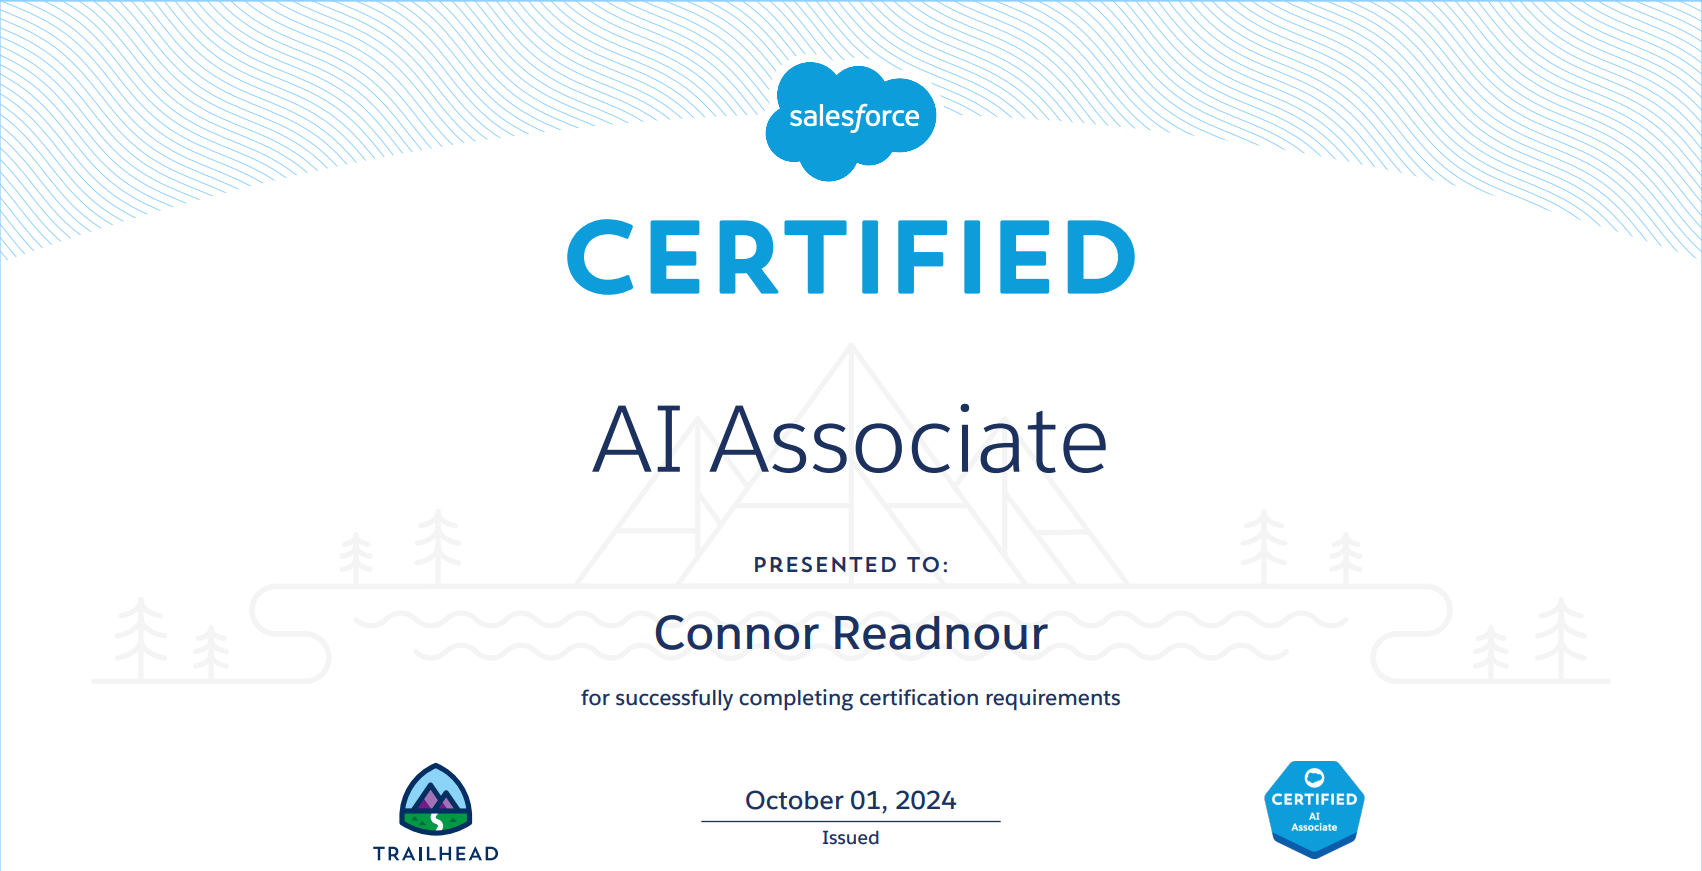 salesforce
CERTIFIED
AI Associate
PRESENTED TO:
Connor Readnour
for successfully completing certification requirements
October 01, 2024
Issued
TRAILHEAD
CERTIFIED
AI
Associate